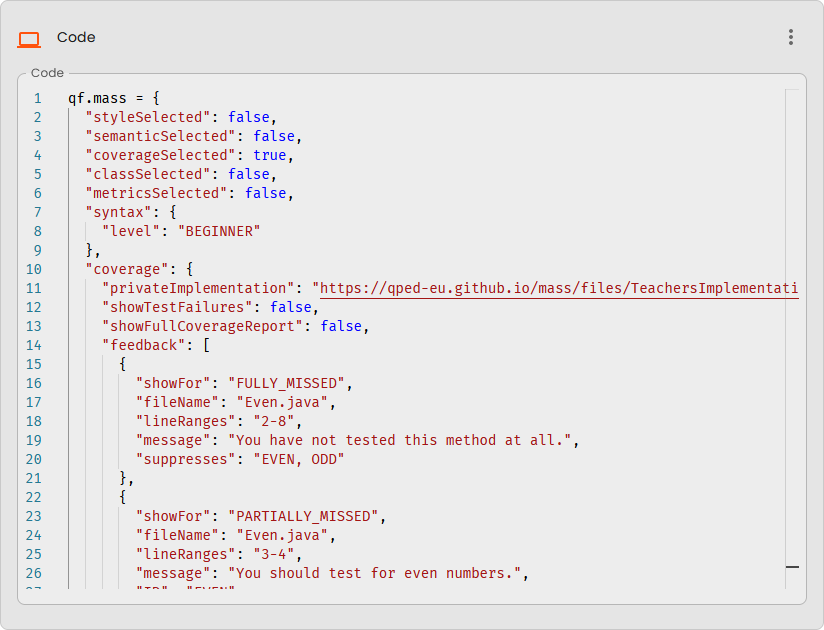 Code
Code
1 qf.mass = {
2 "styleSelected": false,
3 "semanticSelected": false,
4 "coverageSelected": true,
5 "classSelected": false,
6 "metricsSelected": false,
7 "syntax": {
8 "level": "BEGINNER"
9 },
10 "coverage": {
11 "privateImplementation": "https://qped-eu.github.io/mass/files/TeachersImplementati
12 "showTestFailures": false,
13 "showFullCoverageReport": false,
14 "feedback": [
15 {
16 "showFor": "FULLY_MISSED",
17 "fileName": "Even.java",
18 "lineRanges": "2-8",
19 "message": "You have not tested this method at all.",
20 "suppresses": "EVEN, ODD"
21 },
22 {
23 "showFor": "PARTIALLY_MISSED",
24 "fileName": "Even.java",
25 "lineRanges": "3-4",
26 "message": "You should test for even numbers.",